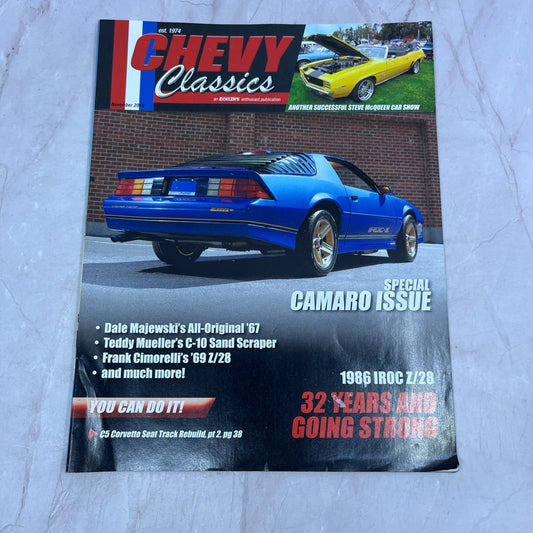 est. 1974
CHEVY
Classics
an ECKLER'S enthusiast publication
ANOTHER SUCCESSFUL STEVE McQUEEN CAR SHOW
IROC-Z
SPECIAL
CAMARO ISSUE
• Dale Majewski's All-Original '67
• Teddy Mueller's C-10 Sand Scraper
• Frank Cimorelli's '69 Z/28
• and much more!
1986 IROC Z/28
32 YEARS AND
GOING STRONG
YOU CAN DO IT!
C5 Corvette Seat Track Rebuild, pt 2, pg 38